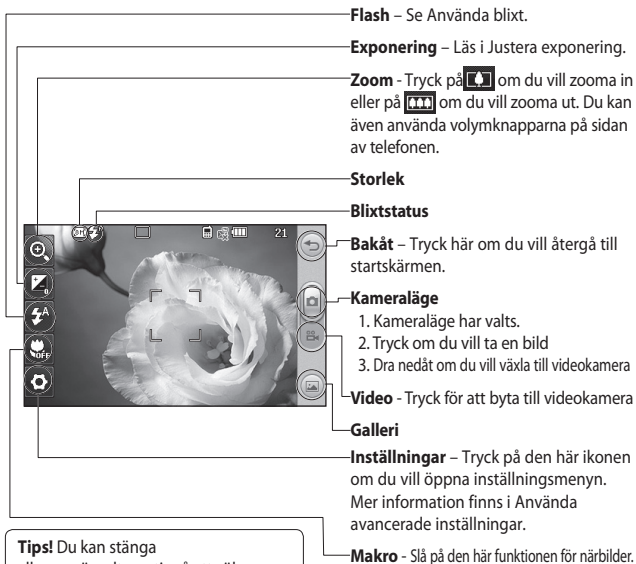 Flash – Se Använda blixt.
Exponering – Läs i Justera exponering.
Zoom - Tryck på om du vill zooma in
eller på om du vill zooma ut. Du kan
även använda volymknapparna på sidan
av telefonen.
Storlek
Blixtstatus
21
Bakåt – Tryck här om du vill återgå till
startskärmen.
Kameraläge
1. Kameraläge har valts.
2. Tryck om du vill ta en bild
3. Dra nedåt om du vill växla till videokamera
Video - Tryck för att byta till videokamera
Galleri
Inställningar – Tryck på den här ikonen
om du vill öppna inställningsmenyn.
Mer information finns i Använda
avancerade inställningar.
Makro - Slå på den här funktionen för närbilder.
OFF
Tips! Du kan stänga